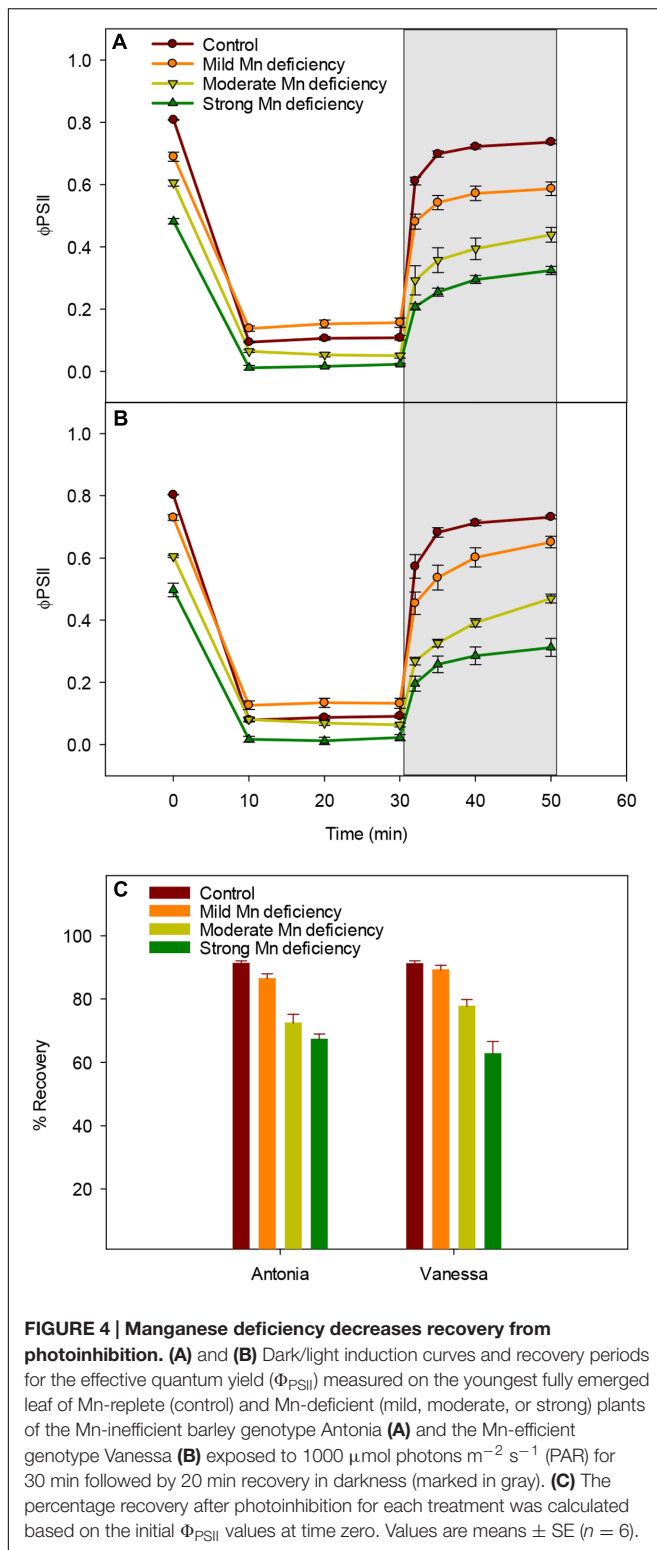 A
Control
Mild Mn deficiency
Moderate Mn deficiency
Strong Mn deficiency
ϕPSII
1.0
0.8
0.6
0.4
0.2
0.0
B
ϕPSII
1.0
0.8
0.6
0.4
0.2
0.0
0 10 20 30 40 50 60
Time (min)
C
Control
Mild Mn deficiency
Moderate Mn deficiency
Strong Mn deficiency
% Recovery
100
80
60
40
20
Antonia Vanessa
FIGURE 4 | Manganese deficiency decreases recovery from
photoinhibition. (A) and (B) Dark/light induction curves and recovery periods
for the effective quantum yield (ΦPSII) measured on the youngest fully emerged
leaf of Mn-replete (control) and Mn-deficient (mild, moderate, or strong) plants
of the Mn-inefficient barley genotype Antonia (A) and the Mn-efficient
genotype Vanessa (B) exposed to 1000 μmol photons m−2 s−1 (PAR) for
30 min followed by 20 min recovery in darkness (marked in gray). (C) The
percentage recovery after photoinhibition for each treatment was calculated
based on the initial ΦPSII values at time zero. Values are means ± SE (n = 6).